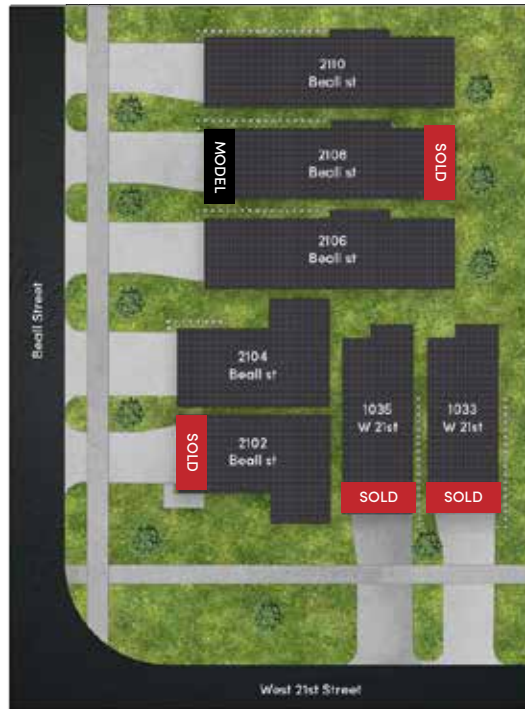 2110
Beall st
MODEL
2108
Beall st
SOLD
2106
Beall st
Beall Street
2104
Beall st
1035
W 21st
1033
W 21st
SOLD
2102
Beall st
SOLD
SOLD
West 21st Street